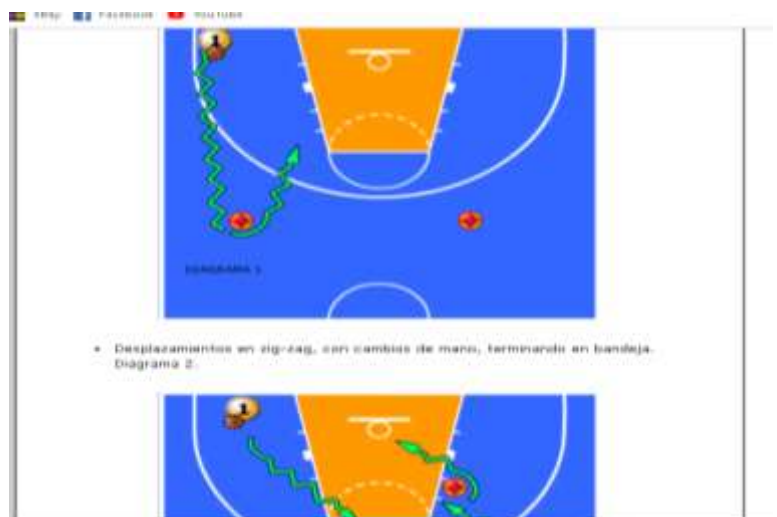 eBay Facebook YouTube
1
DIAGRAMA 1
• Desplazamientos en zig-zag, con cambios de mano, terminando en bandeja.
Diagrama 2.
1